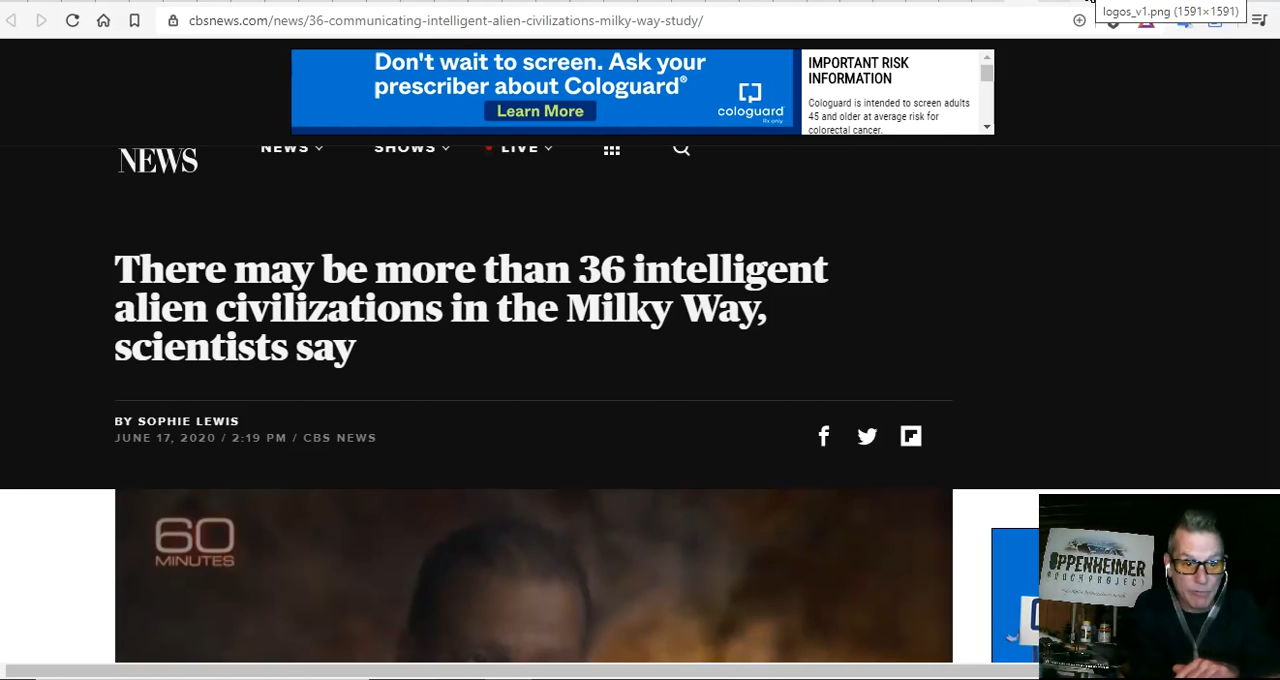 cbsnews.com/news/36-communicating-intelligent-alien-civilizations-milky-way-study/
logos_v1.png (1591×1591)
Don't wait to screen. Ask your
prescriber about Cologuard®
Learn More
cologuard
Rx only
IMPORTANT RISK
INFORMATION
Cologuard is intended to screen adults
45 and older at average risk for
colorectal cancer.
NEWS
NEWS
SHOWS
LIVE
There may be more than 36 intelligent
alien civilizations in the Milky Way,
scientists say
BY SOPHIE LEWIS
JUNE 17, 2020 / 2:19 PM / CBS NEWS
60
MINUTES
OPPENHEIMER